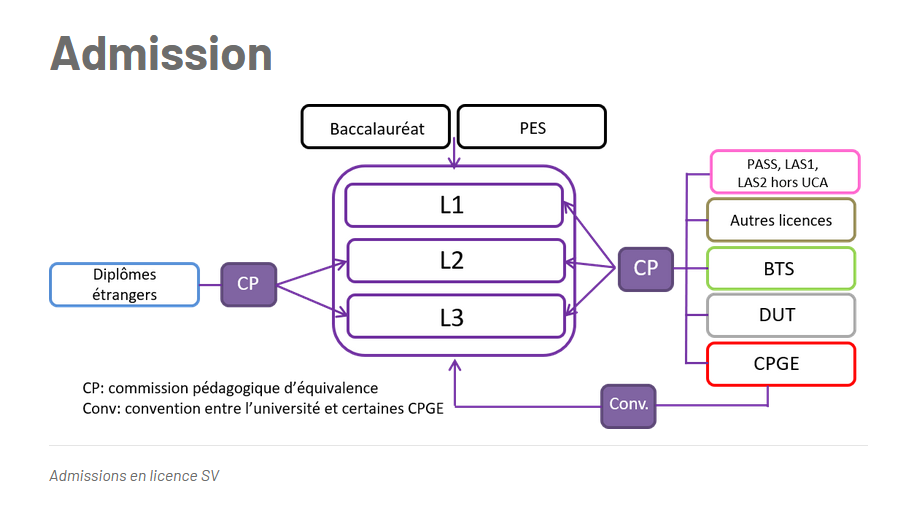 Admission
Baccalauréat
PES
PASS, LAS1,
LAS2 hors UCA
L1
Autres licences
L2
CP
BTS
Diplômes
étrangers
CP
L3
DUT
CPGE
CP: commission pédagogique d’équivalence
Conv: convention entre l’université et certaines CPGE
Conv.
Admissions en licence SV